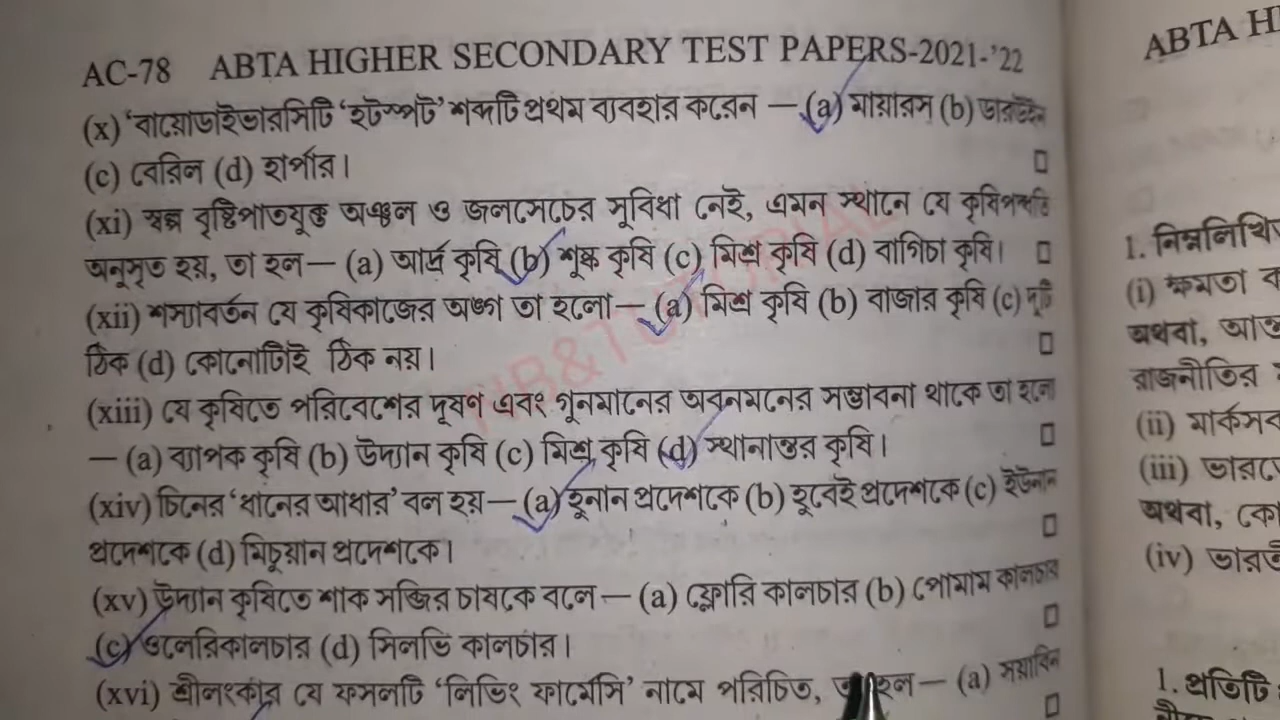 AC-78 ABTA HIGHER SECONDARY TEST PAPERS-2021-'22
(x) 'বায়োডাইভারসিটি 'হটস্পট' শব্দটি প্রথম ব্যবহার করেন — (a) মায়ারস্ (b) ডারউইন
(c) বেরিল (d) হার্পার।
(xi) স্বল্প বৃষ্টিপাতযুক্ত অঞ্চল ও জলসেচের সুবিধা নেই, এমন স্থানে যে কৃষিপদ্ধতি
অনুসৃত হয়, তা হল— (a) আর্দ্র কৃষি (b) শুষ্ক কৃষি (c) মিশ্র কৃষি (d) বাগিচা কৃষি।
(xii) শস্যাবর্তন যে কৃষিকাজের অঙ্গ তা হলো— (a) মিশ্র কৃষি (b) বাজার কৃষি (c) দুটি
ঠিক (d) কোনোটিই ঠিক নয়।
(xiii) যে কৃষিতে পরিবেশের দূষণ এবং গুনমানের অবনমনের সম্ভাবনা থাকে তা হলো
— (a) ব্যাপক কৃষি (b) উদ্যান কৃষি (c) মিশ্র কৃষি (d) স্থানান্তর কৃষি।
(xiv) চিনের 'ধানের আধার' বল হয়— (a) হুনান প্রদেশকে (b) হুবেই প্রদেশকে (c) ইউনান
প্রদেশকে (d) মিচুয়ান প্রদেশকে।
(xv) উদ্যান কৃষিতে শাক সব্জির চাষকে বলে — (a) ফ্লোরি কালচার (b) পোমাম কালচার
(c) ওলেরিকালচার (d) সিলভি কালচার।
(xvi) শ্রীলংকার যে ফসলটি 'লিভিং ফার্মেসি' নামে পরিচিত, হল— (a) সয়াবিন
NB&TUTORIAL
ABTA
1. নিম্নলিখি
(i) ক্ষমতা
অথবা,
রাজনীতির
(ii)
(iii)
অথবা,
(iv)
1. প্রতিটি